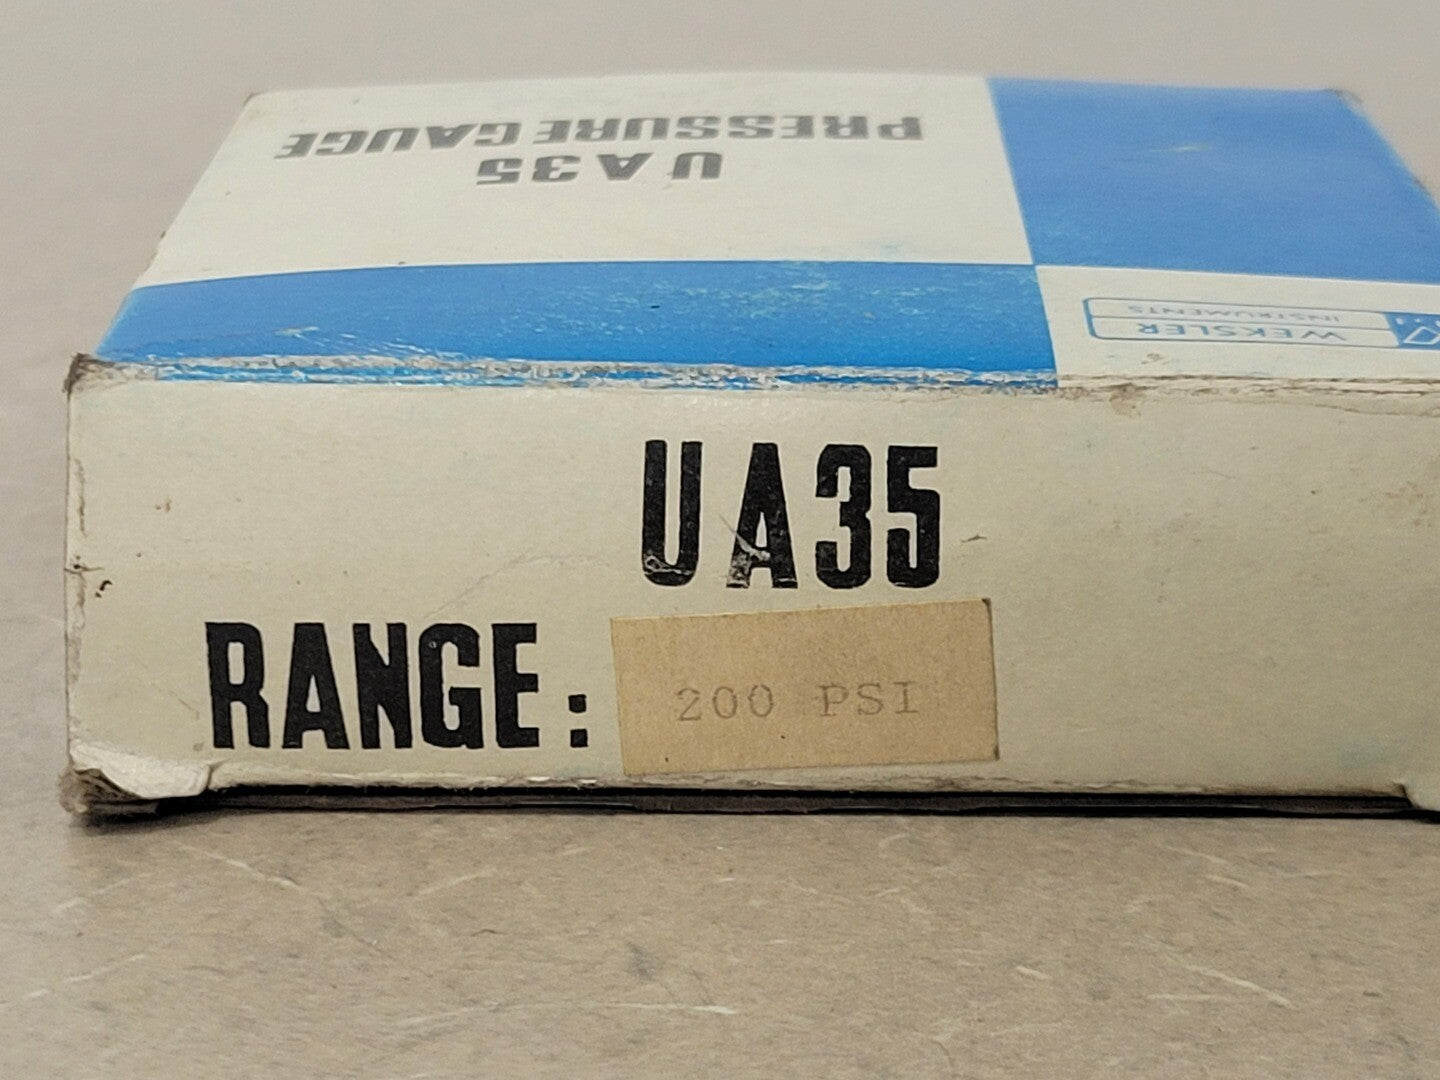 UA35
PRESSURE GAUGE
WEKSLER
INSTRUMENTS
UA35
RANGE: 200 PSI